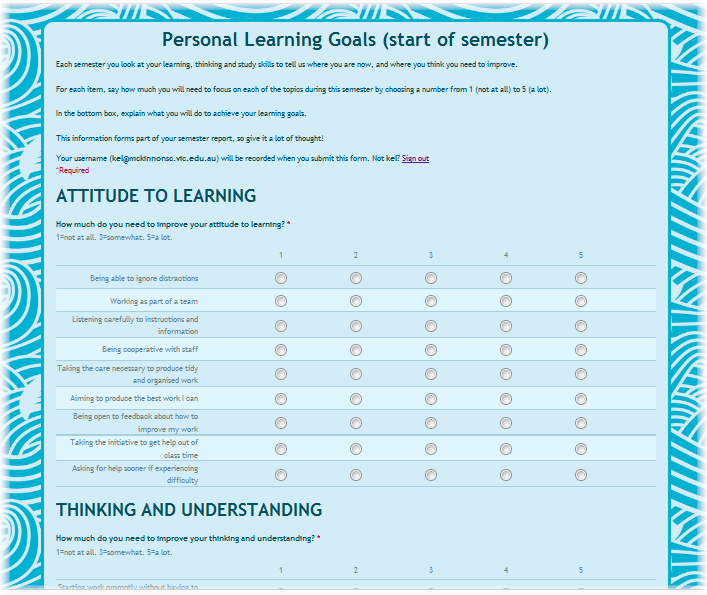 Personal Learning Goals (start of semester)
Each semester you look at your learning, thinking and study skills to tell us where you are now, and where you think you need to improve.
For each item, say how much you will need to focus on each of the topics during this semester by choosing a number from 1 (not at all) to 5 (a lot).
In the bottom box, explain what you will do to achieve your learning goals.
This information forms part of your semester report, so give it a lot of thought!
Your username (kel@mckinnonsc.vic.edu.au) will be recorded when you submit this form. Not kel? Sign out
*Required
ATTITUDE TO LEARNING
How much do you need to improve your attitude to learning? *
1=not at all. 3=somewhat. 5=a lot.
1 2 3 4 5
Being able to ignore distractions
Working as part of a team
Listening carefully to instructions and
information
Being cooperative with staff
Taking the care necessary to produce tidy
and organised work
Aiming to produce the best work I can
Being open to feedback about how to
improve my work
Taking the initiative to get help out of
class time
Asking for help sooner if experiencing
difficulty
THINKING AND UNDERSTANDING
How much do you need to improve your thinking and understanding? *
1=not at all. 3=somewhat. 5=a lot.
1 2 3 4 5
Starting work promptly without having to